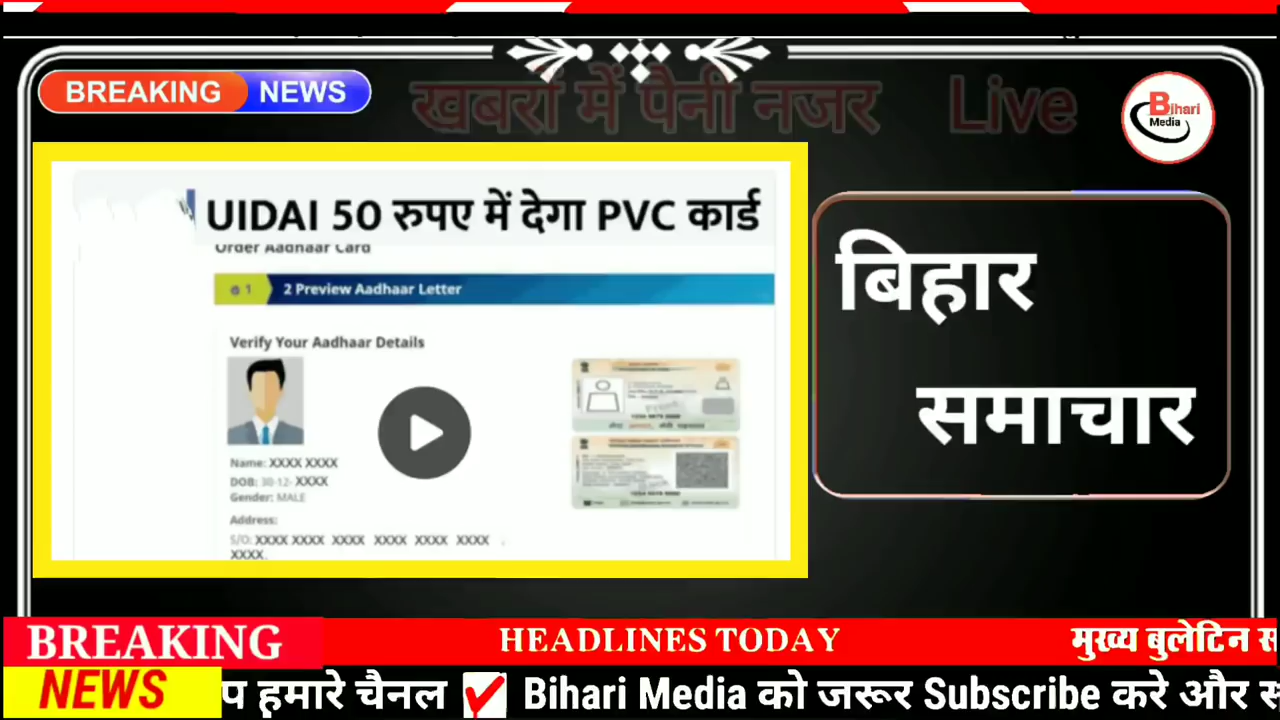 BREAKING NEWS
खबरों में पैनी नजर Live
Bihari
Media
UIDAI 50 रुपए में देगा PVC कार्ड
Order Aadhaar Card
1 2 Preview Aadhaar Letter
Verify Your Aadhaar Details
Name: XXXX XXXX
DOB: 30-12- XXXX
Gender: MALE
Address:
S/O: XXXX XXXX XXXX XXXX XXXX XXXX ,
XXXX,
बिहार
समाचार
BREAKING
NEWS
HEADLINES TODAY मुख्य बुलेटिन स
प हमारे चैनल ✔ Bihari Media को जरूर Subscribe करे और स